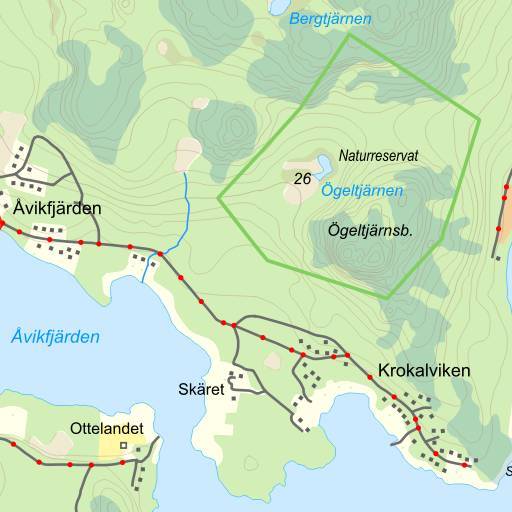 Bergtjärnen
Naturreservat
26
Ögeltjärnen
Åvikfjärden
Ögeltjärnsb.
Åvikfjärden
Krokalviken
Skäret
Ottelandet